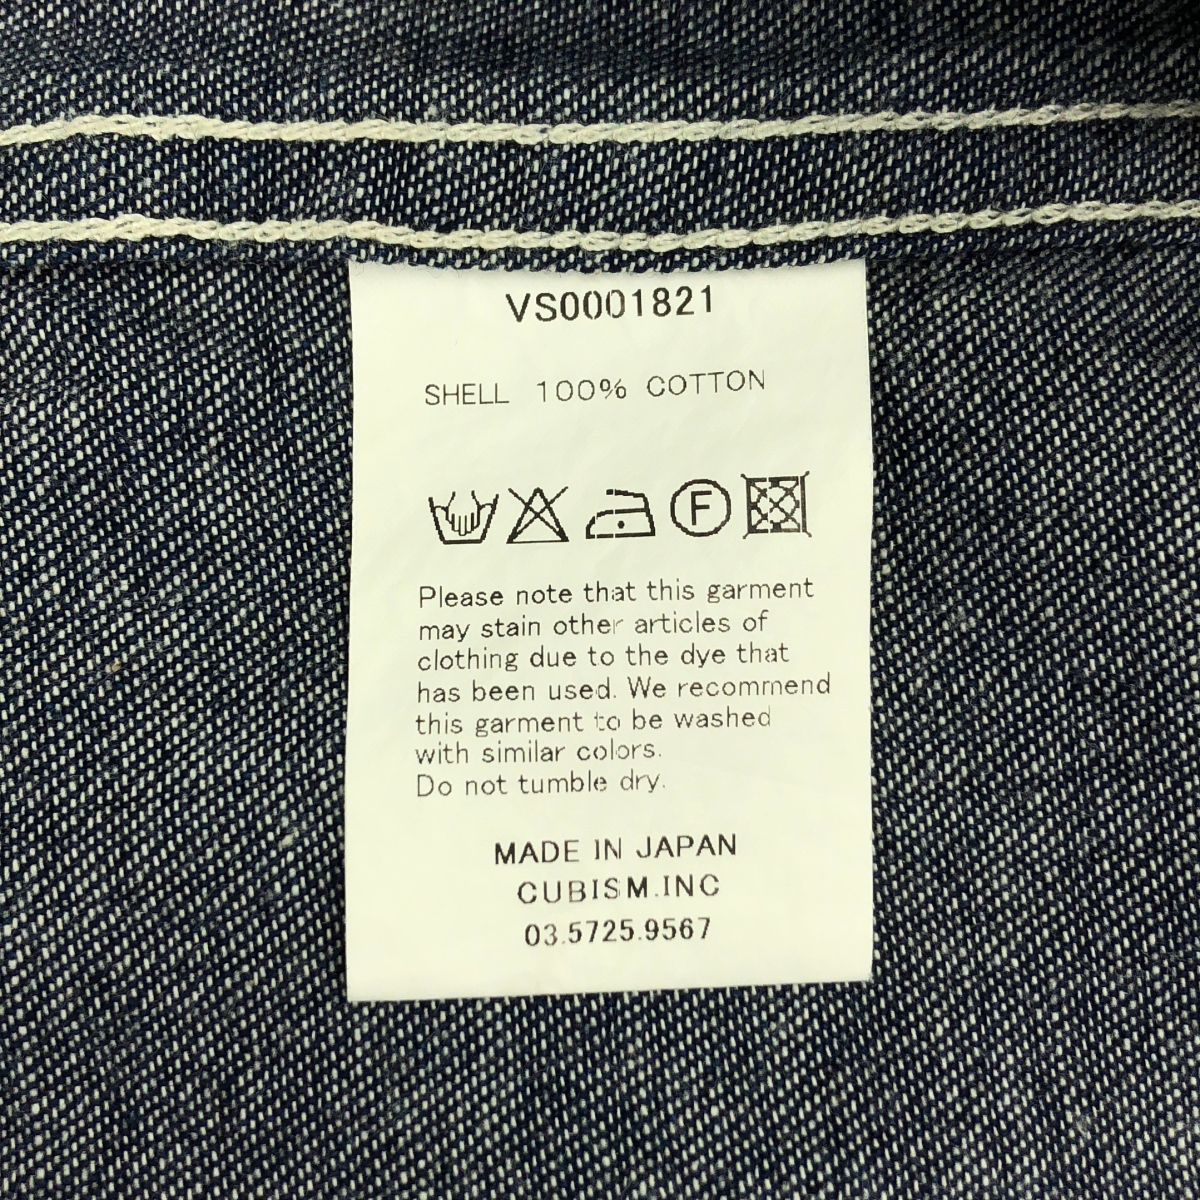 VS0001821
SHELL 100% COTTON
F
Please note that this garment
may stain other articles of
clothing due to the dye that
has been used. We recommend
this garment to be washed
with similar colors.
Do not tumble dry.
MADE IN JAPAN
CUBISM.INC
03.5725.9567